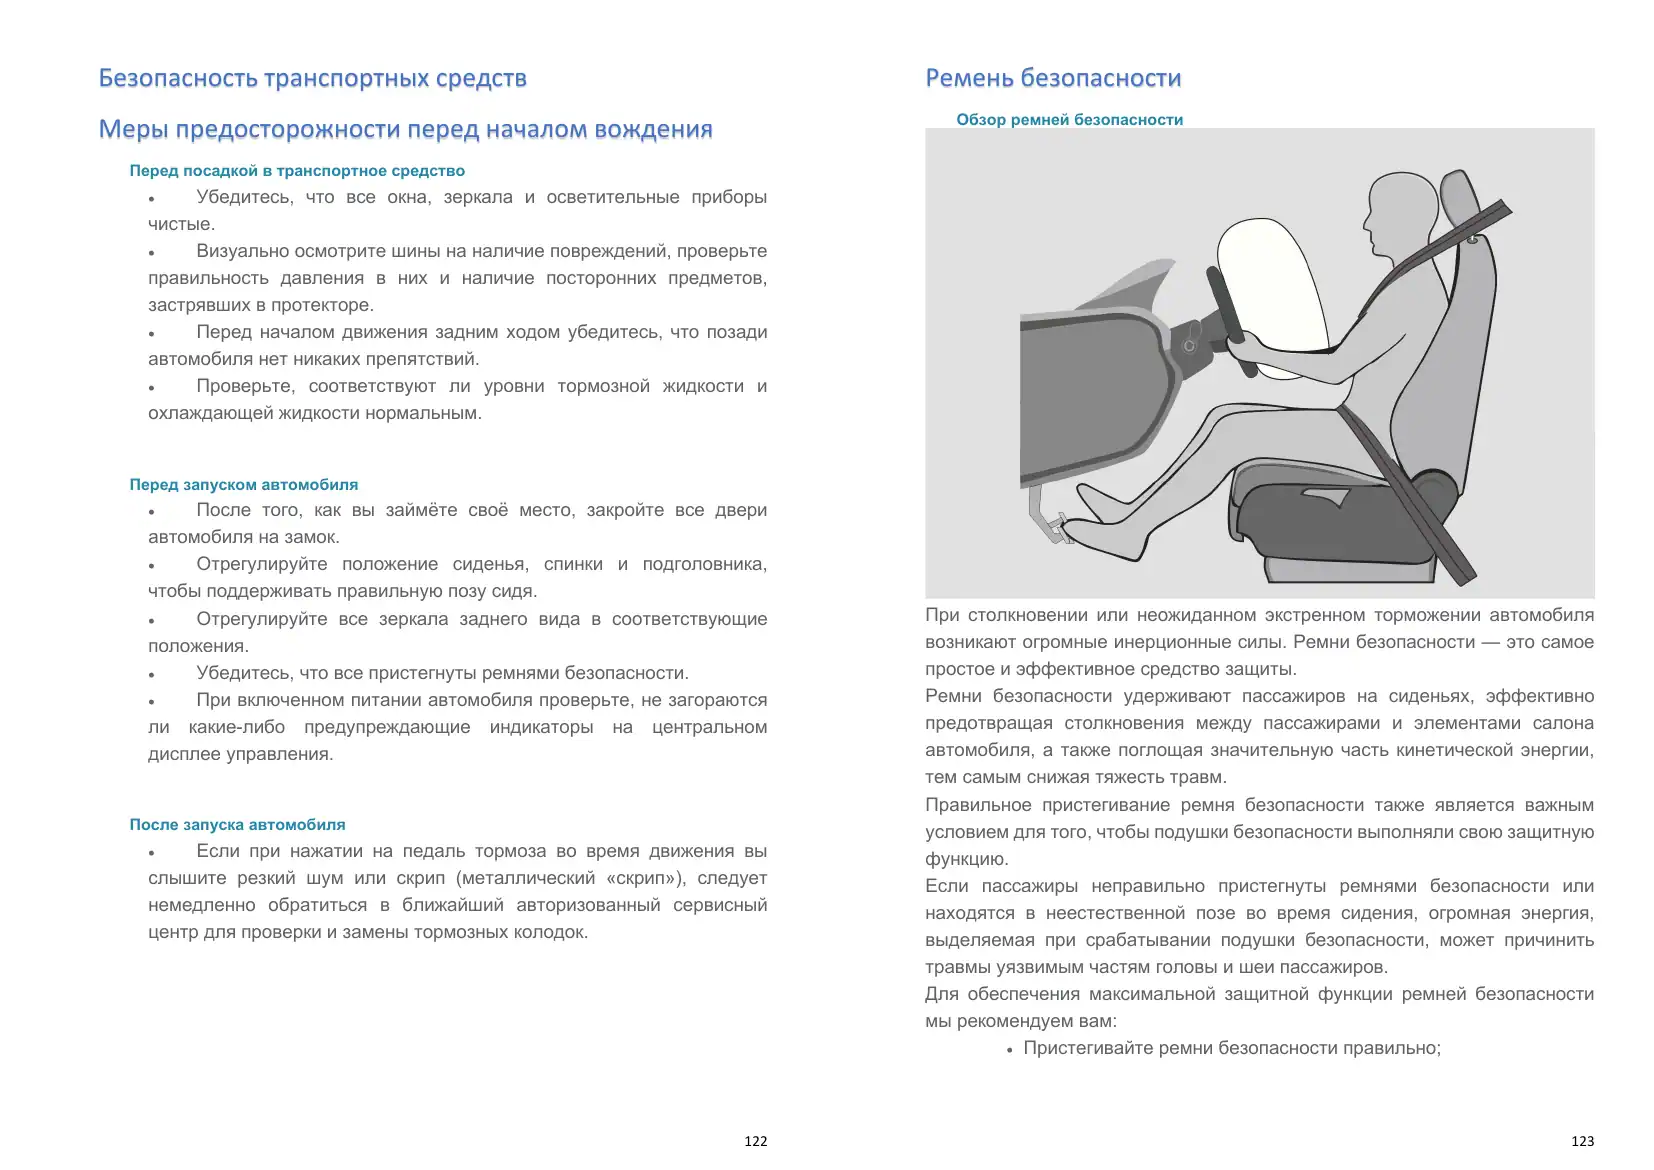 Безопасность транспортных средств
Меры предосторожности перед началом вождения
Перед посадкой в транспортное средство
• Убедитесь, что все окна, зеркала и осветительные приборы
чистые.
• Визуально осмотрите шины на наличие повреждений, проверьте
правильность давления в них и наличие посторонних предметов,
застрявших в протекторе.
• Перед началом движения задним ходом убедитесь, что позади
автомобиля нет никаких препятствий.
• Проверьте, соответствуют ли уровни тормозной жидкости и
охлаждающей жидкости нормальным.
Перед запуском автомобиля
• После того, как вы займёте своё место, закройте все двери
автомобиля на замок.
• Отрегулируйте положение сиденья, спинки и подголовника,
чтобы поддерживать правильную позу сидя.
• Отрегулируйте все зеркала заднего вида в соответствующие
положения.
• Убедитесь, что все пристегнуты ремнями безопасности.
• При включенном питании автомобиля проверьте, не загораются
ли какие-либо предупреждающие индикаторы на центральном
дисплее управления.
После запуска автомобиля
• Если при нажатии на педаль тормоза во время движения вы
слышите резкий шум или скрип (металлический «скрип»), следует
немедленно обратиться в ближайший авторизованный сервисный
центр для проверки и замены тормозных колодок.
122
Ремень безопасности
Обзор ремней безопасности
При столкновении или неожиданном экстренном торможении автомобиля
возникают огромные инерционные силы. Ремни безопасности — это самое
простое и эффективное средство защиты.
Ремни безопасности удерживают пассажиров на сиденьях, эффективно
предотвращая столкновения между пассажирами и элементами салона
автомобиля, а также поглощая значительную часть кинетической энергии,
тем самым снижая тяжесть травм.
Правильное пристегивание ремня безопасности также является важным
условием для того, чтобы подушки безопасности выполняли свою защитную
функцию.
Если пассажиры неправильно пристегнуты ремнями безопасности или
находятся в неестественной позе во время сидения, огромная энергия,
выделяемая при срабатывании подушки безопасности, может причинить
травмы уязвимым частям головы и шеи пассажиров.
Для обеспечения максимальной защитной функции ремней безопасности
мы рекомендуем вам:
• Пристегивайте ремни безопасности правильно;
123